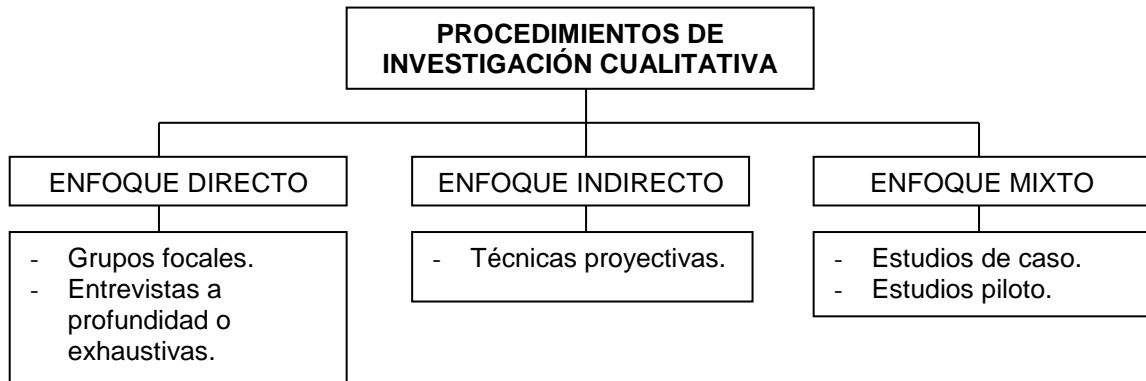 PROCEDIMIENTOS DE
INVESTIGACIÓN CUALITATIVA
ENFOQUE DIRECTO
- Grupos focales.
- Entrevistas a
profundidad o
exhaustivas.
ENFOQUE INDIRECTO
- Técnicas proyectivas.
ENFOQUE MIXTO
- Estudios de caso.
- Estudios piloto.